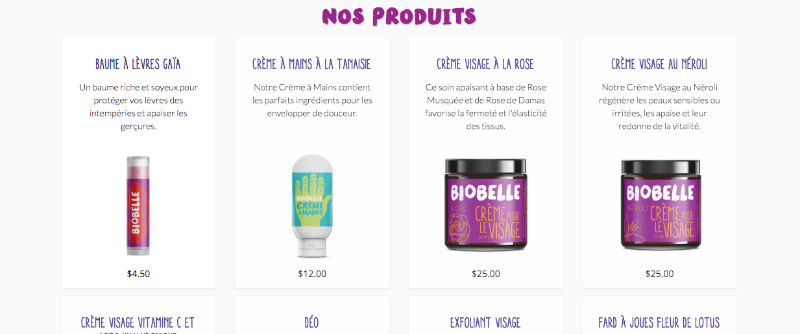 NOS PRODUITS
BAUME À LÈVRES GAÏA
Un baume riche et soyeux pour
protéger vos lèvres des
intempéries et apaiser les
gerçures.
BIOBELLE
$4.50
CRÈME À MAINS À LA TANAISIE
Notre Crème à Mains contient
les parfaits ingrédients pour les
envelopper de douceur.
BIOBELLE
CRÈME
À MAINS
$12.00
CRÈME VISAGE À LA ROSE
Ce soin apaisant à base de Rose
Musquée et de Rose de Damas
favorise la fermeté et l'élasticité
des tissus.
BIOBELLE
CRÈME POUR
LE VISAGE
$25.00
CRÈME VISAGE AU NÉROLI
Notre Crème Visage au Néroli
régénère les peaux sensibles ou
irritées, les apaise et leur
redonne de la vitalité.
BIOBELLE
CRÈME POUR
LE VISAGE
$25.00
CRÈME VISAGE VITAMINE C ET
DÉO
EXFOLIANT VISAGE
FARD À JOUES FLEUR DE LOTUS